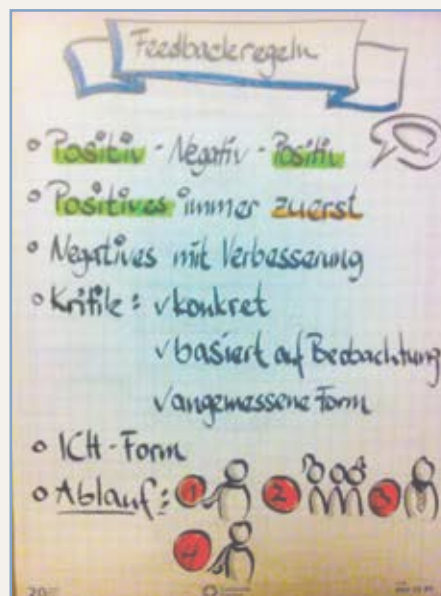 Feedbackregeln
• Positiv - Negativ - Positiv
• Positives immer zuerst
• Negatives mit Verbesserung
• Kritik: ✓konkret
✓basiert auf Beobachtung
✓angemessene Form
• ICH-Form
• Ablauf: 1 2 3
4
20